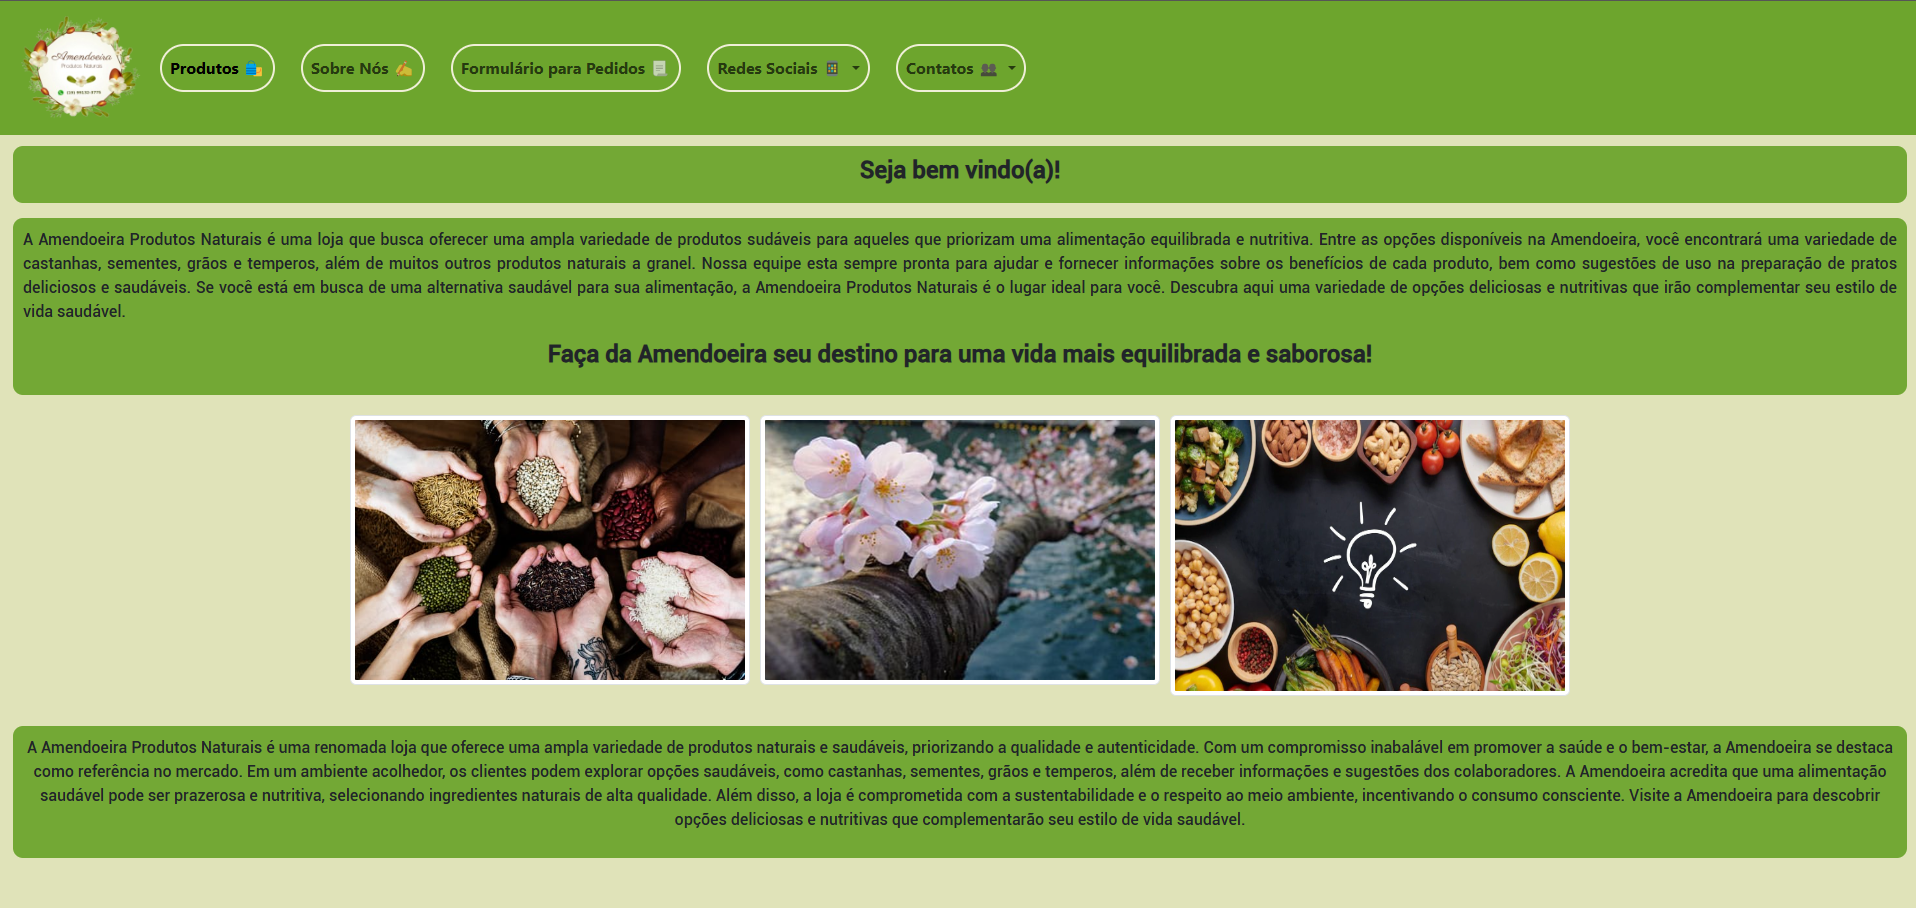 Amendoeira
Produtos Naturais
Produtos
Sobre Nós
Formulário para Pedidos
Redes Sociais
Contatos
Seja bem vindo(a)!
A Amendoeira Produtos Naturais é uma loja que busca oferecer uma ampla variedade de produtos sudáveis para aqueles que priorizam uma alimentação equilibrada e nutritiva. Entre as opções disponíveis na Amendoeira, você encontrará uma variedade de
castanhas, sementes, grãos e temperos, além de muitos outros produtos naturais a granel. Nossa equipe esta sempre pronta para ajudar e fornecer informações sobre os benefícios de cada produto, bem como sugestões de uso na preparação de pratos
deliciosos e saudáveis. Se você está em busca de uma alternativa saudável para sua alimentação, a Amendoeira Produtos Naturais é o lugar ideal para você. Descubra aqui uma variedade de opções deliciosas e nutritivas que irão complementar seu estilo de
vida saudável.
Faça da Amendoeira seu destino para uma vida mais equilibrada e saborosa!
A Amendoeira Produtos Naturais é uma renomada loja que oferece uma ampla variedade de produtos naturais e saudáveis, priorizando a qualidade e autenticidade. Com um compromisso inabalável em promover a saúde e o bem-estar, a Amendoeira se destaca
como referência no mercado. Em um ambiente acolhedor, os clientes podem explorar opções saudáveis, como castanhas, sementes, grãos e temperos, além de receber informações e sugestões dos colaboradores. A Amendoeira acredita que uma alimentação
saudável pode ser prazerosa e nutritiva, selecionando ingredientes naturais de alta qualidade. Além disso, a loja é comprometida com a sustentabilidade e o respeito ao meio ambiente, incentivando o consumo consciente. Visite a Amendoeira para descobrir
opções deliciosas e nutritivas que complementarão seu estilo de vida saudável.